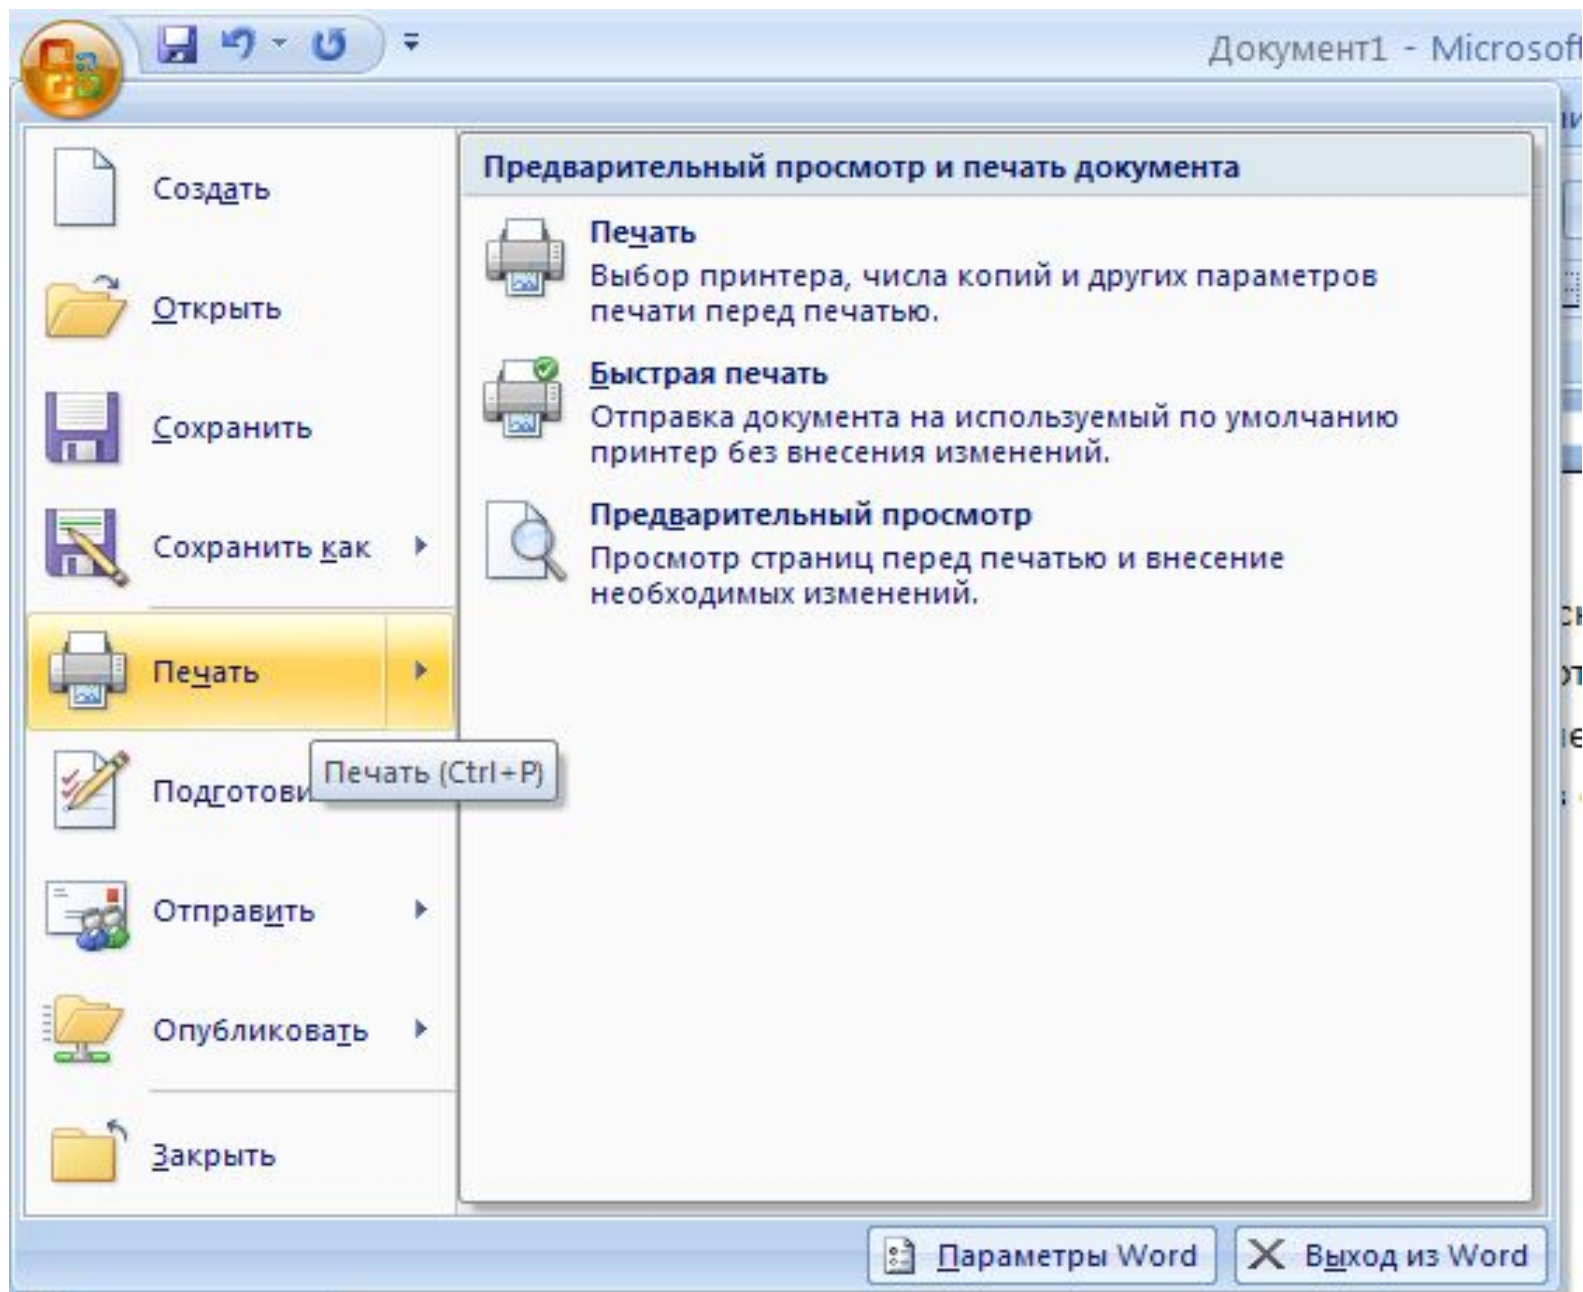 Документ1 - Microsoft
Создать
Открыть
Сохранить
Сохранить как
Печать
Печать (Ctrl+P)
Отправить
Опубликовать
Закрыть
Предварительный просмотр и печать документа
Печать
Выбор принтера, числа копий и других параметров
печати перед печатью.
Быстрая печать
Отправка документа на используемый по умолчанию
принтер без внесения изменений.
Предварительный просмотр
Просмотр страниц перед печатью и внесение
необходимых изменений.
Параметры Word
Выход из Word